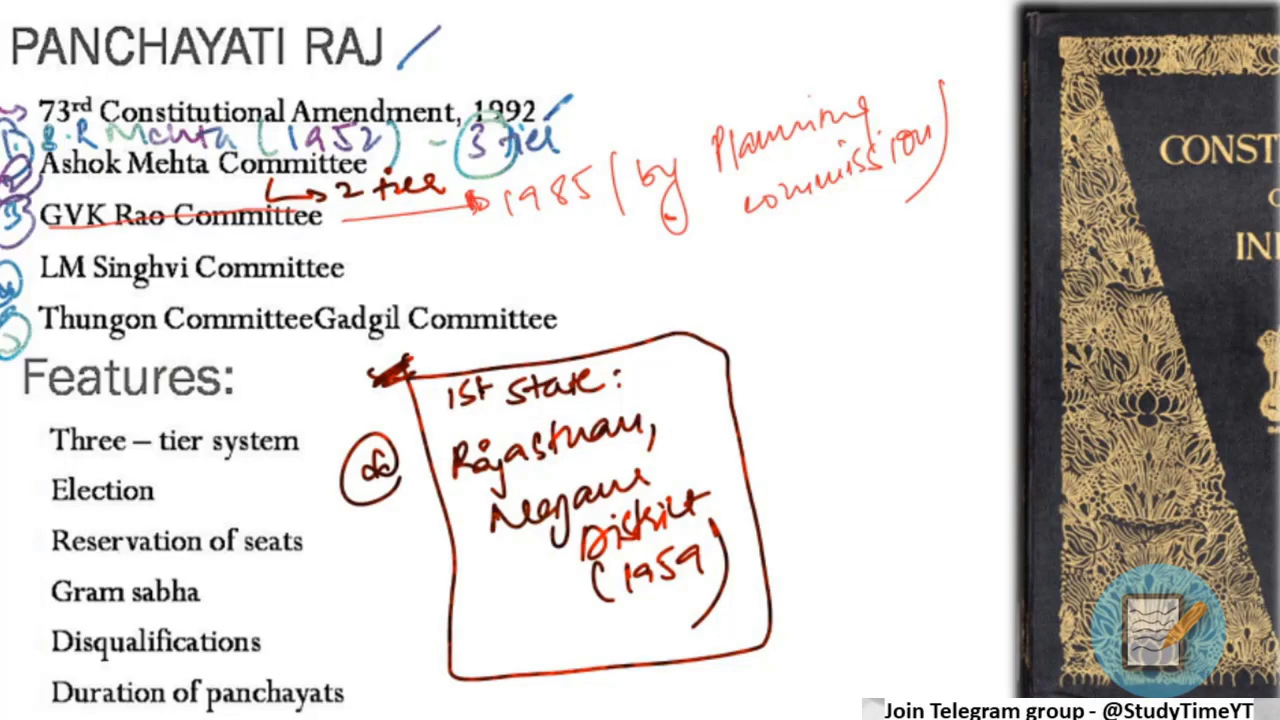 PANCHAYATI RAJ
73rd Constitutional Amendment, 1992
B.R Mehta (1952) - 3 tier
Ashok Mehta Committee
↳ 2 tier
GVK Rao Committee → 1985 (by Planning commission)
LM Singhvi Committee
Thungon CommitteeGadgil Committee
Features:
Three – tier system
Election
Reservation of seats
Gram sabha
Disqualifications
Duration of panchayats
1st state:
Rajasthan,
District
(1959)
CONST
O
IN
Join Telegram group - @StudyTimeYT